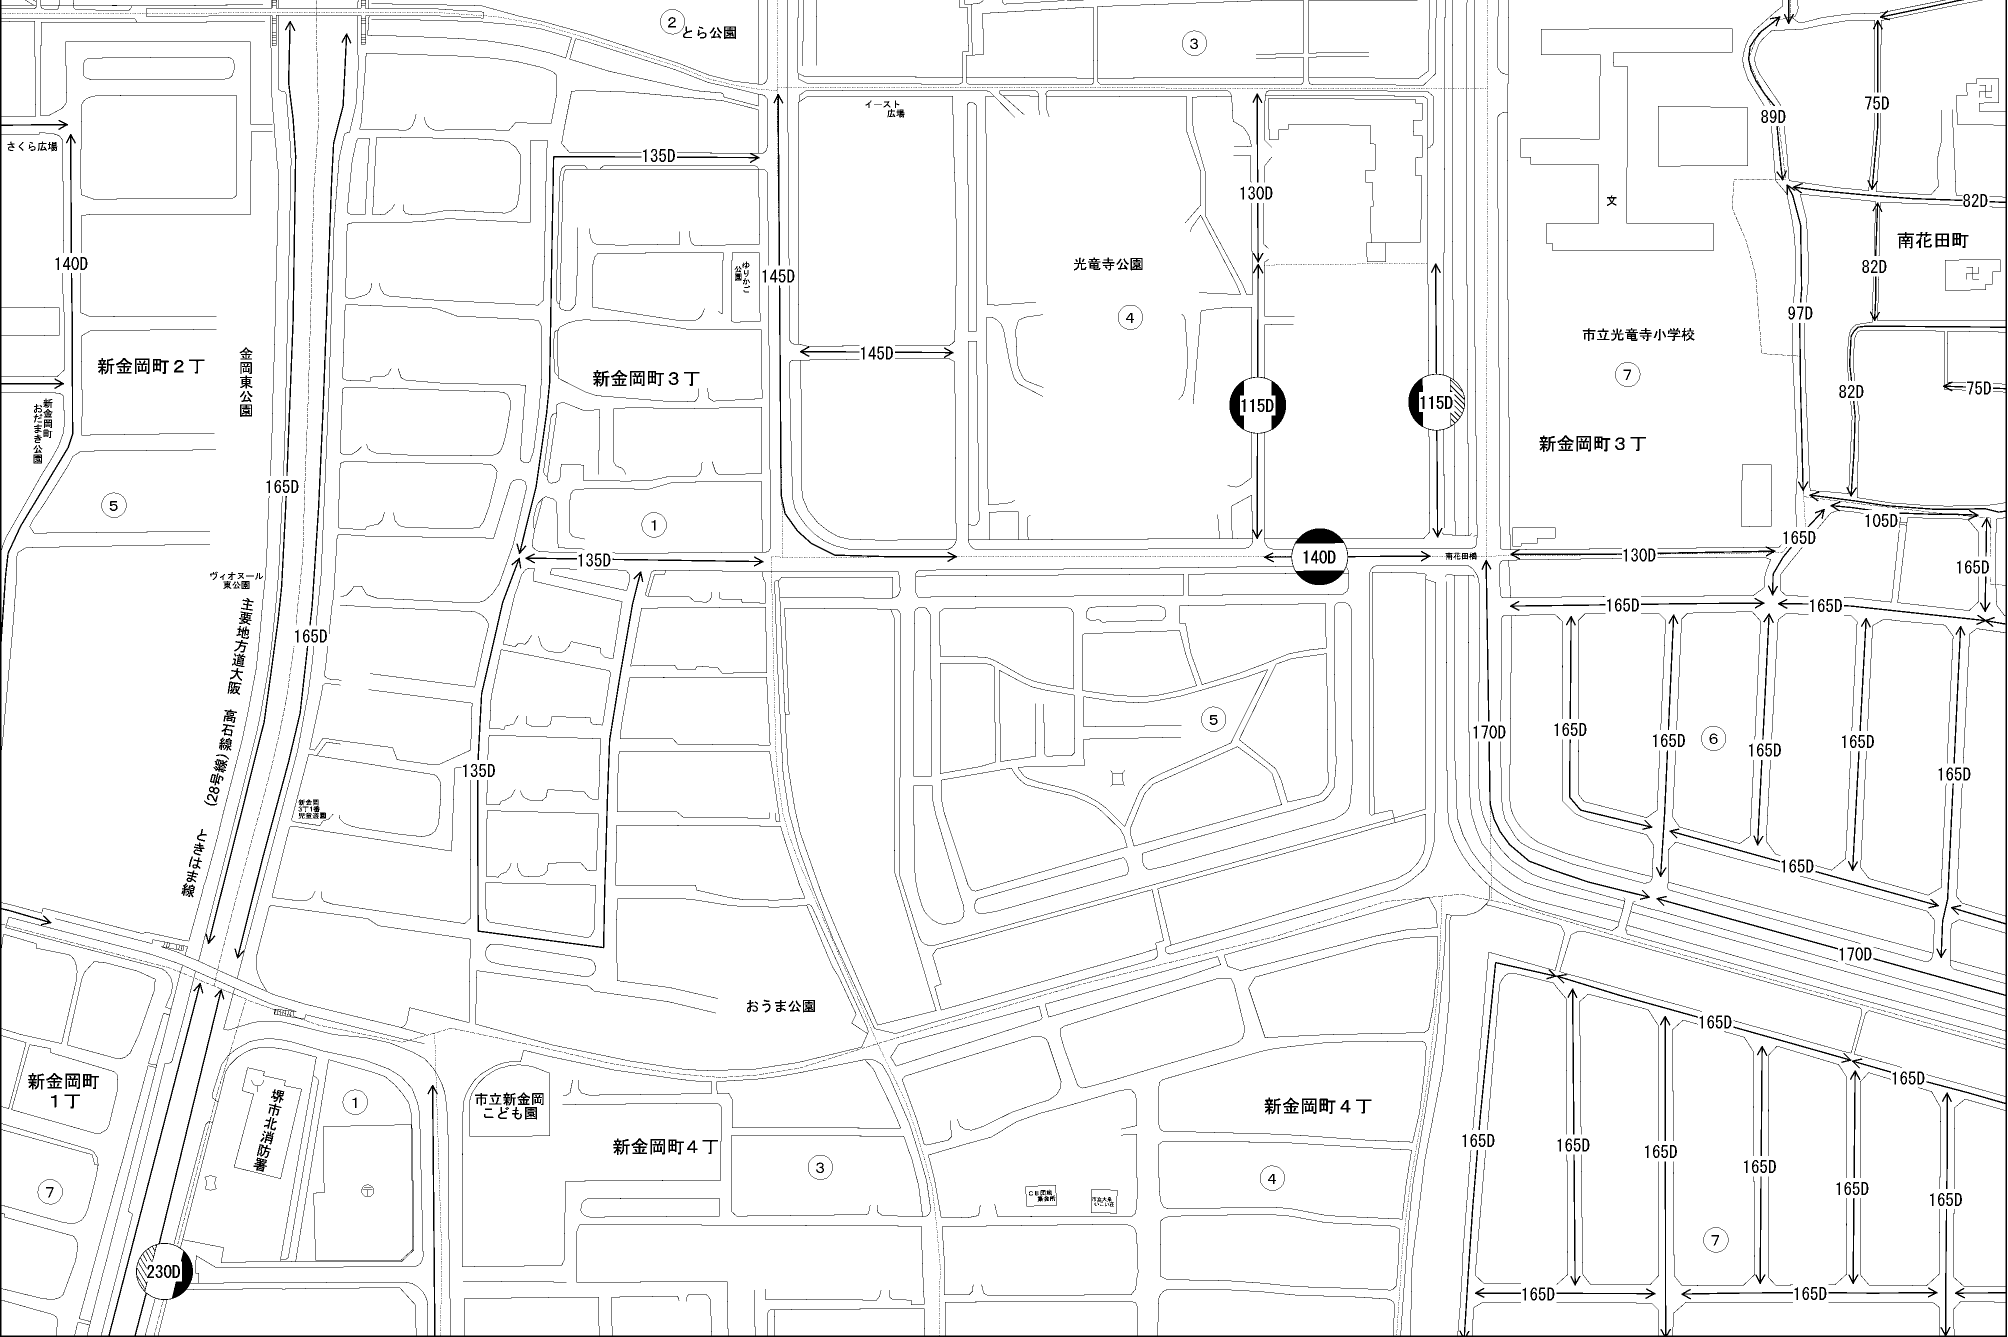 ②
とら公園
③
イースト
広場
さくら広場
135D
89D
75D
文
82D
南花田町
130D
140D
145D
ゆりかご
公園
光竜寺公園
④
82D
97D
市立光竜寺小学校
⑦
新金岡町2丁
金岡東公園
新金岡町3丁
145D
115D
115D
82D
75D
新金岡町
おだまき公園
新金岡町3丁
⑤
165D
①
135D
140D
南花田橋
130D
105D
165D
165D
ヴィオヌール
東公園
主要地方道大阪 高石線(28号線)
ときはま線
165D
165D
165D
⑤
170D
165D
165D
⑥
165D
165D
165D
135D
新金岡
3丁1番
児童遊園
165D
170D
おうま公園
165D
165D
新金岡町
1丁
堺市北消防署
①
市立新金岡
こども園
新金岡町4丁
新金岡町4丁
③
④
⑦
〒
165D
165D
165D
165D
165D
165D
⑦
230D
165D
165D